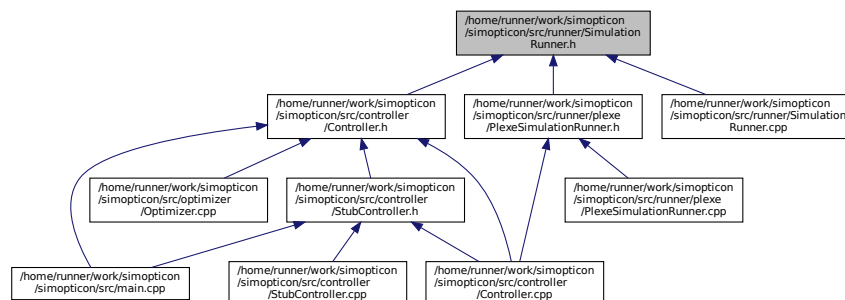 /home/runner/work/simopticon
/simopticon/src/runner/Simulation
Runner.h
/home/runner/work/simopticon
/simopticon/src/controller
/Controller.h
/home/runner/work/simopticon
/simopticon/src/runner/plexe
/PlexeSimulationRunner.h
/home/runner/work/simopticon
/simopticon/src/runner/Simulation
Runner.cpp
/home/runner/work/simopticon
/simopticon/src/optimizer
/Optimizer.cpp
/home/runner/work/simopticon
/simopticon/src/controller
/StubController.h
/home/runner/work/simopticon
/simopticon/src/runner/plexe
/PlexeSimulationRunner.cpp
/home/runner/work/simopticon
/simopticon/src/main.cpp
/home/runner/work/simopticon
/simopticon/src/controller
/StubController.cpp
/home/runner/work/simopticon
/simopticon/src/controller
/Controller.cpp